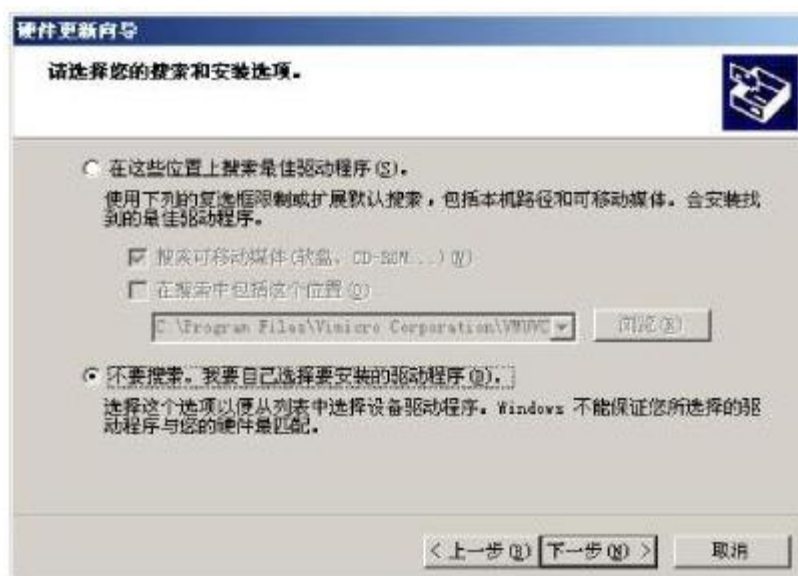 硬件更新向导
请选择您的搜索和安装选项。
在这些位置上搜索最佳驱动程序(S)。
使用下列的复选框限制或扩展默认搜索，包括本机路径和可移动媒体。会安装找
到的最佳驱动程序。
搜索可移动媒体(软盘、CD-ROM...)(M)
在搜索中包括这个位置(O)
C:\Program Files\Vimicro Corporation\VMUVC
浏览(R)
不要搜索。我要自己选择要安装的驱动程序(D)。
选择这个选项以便从列表中选择设备驱动程序。Windows 不能保证您所选择的驱
动程序与您的硬件最匹配。
< 上一步(B)
下一步(N) >
取消